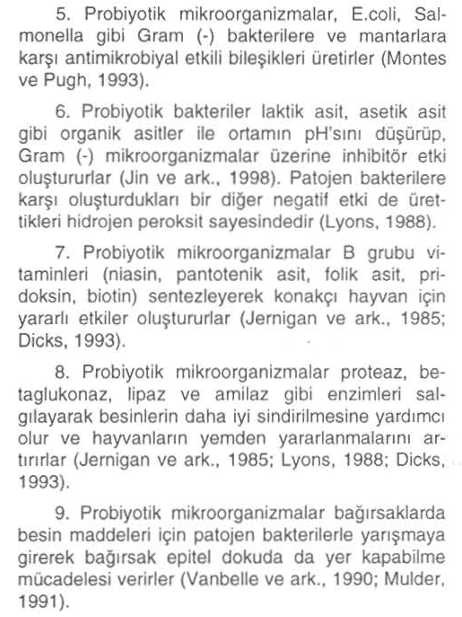 5. Probiyotik mikroorganizmalar, E.coli, Sal-
monella gibi Gram (-) bakterilere ve mantarlara
karşı antimikrobiyal etkili bileşikleri üretirler (Montes
ve Pugh, 1993).
6. Probiyotik bakteriler laktik asit, asetik asit
gibi organik asitler ile ortamın pH'sını düşürüp,
Gram (-) mikroorganizmalar üzerine inhibitör etki
oluştururlar (Jin ve ark., 1998). Patojen bakterilere
karşı oluşturdukları bir diğer negatif etki de üret-
tikleri hidrojen peroksit sayesindedir (Lyons, 1988).
7. Probiyotik mikroorganizmalar B grubu vi-
taminleri (niasin, pantotenik asit, folik asit, pri-
doksin, biotin) sentezleyerek konakçı hayvan için
yararlı etkiler oluştururlar (Jernigan ve ark., 1985;
Dicks, 1993).
8. Probiyotik mikroorganizmalar proteaz, be-
taglukonaz, lipaz ve amilaz gibi enzimleri sal-
gılayarak besinlerin daha iyi sindirilmesine yardımcı
olur ve hayvanların yemden yararlanmalarını ar-
tırırlar (Jernigan ve ark., 1985; Lyons, 1988; Dicks,
1993).
9. Probiyotik mikroorganizmalar bağırsaklarda
besin maddeleri için patojen bakterilerle yarışmaya
girerek bağırsak epitel dokuda da yer kapabilme
mücadelesi verirler (Vanbelle ve ark., 1990; Mulder,
1991).